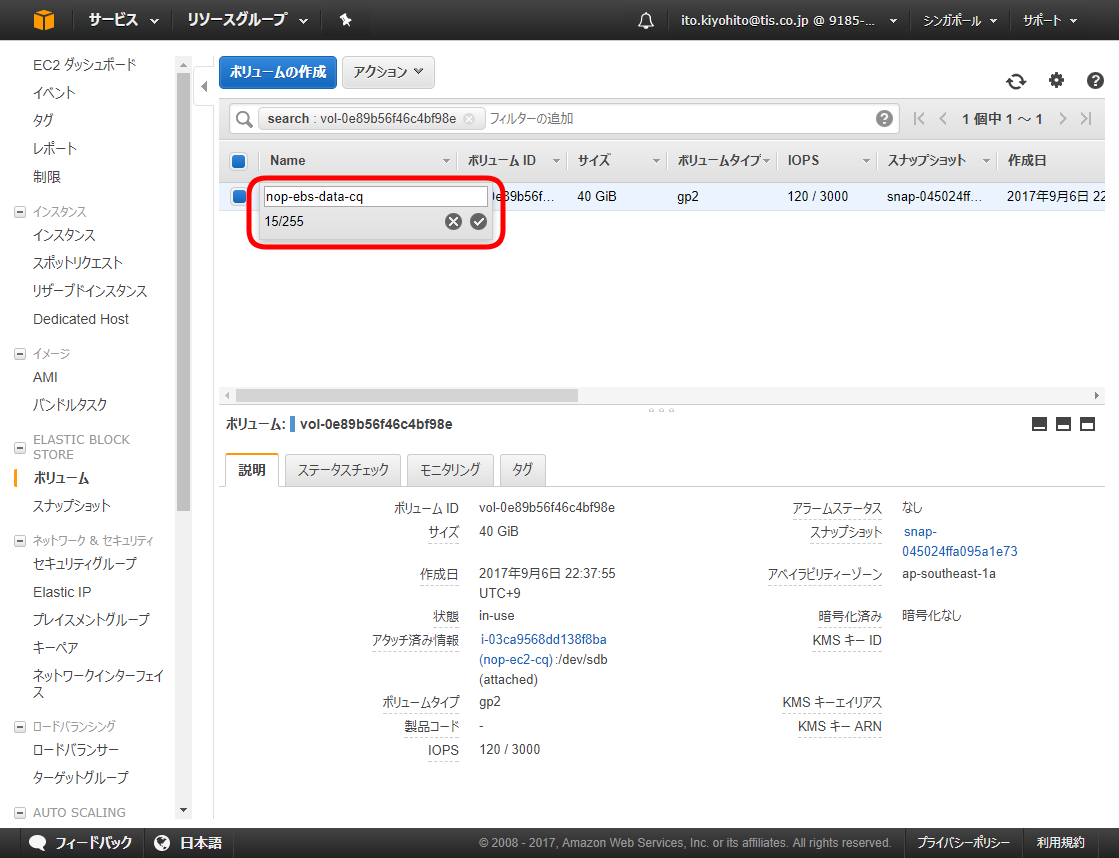 サービス リソースグループ ito.kiyohito@tis.co.jp @ 9185-... シンガポール サポート
EC2 ダッシュボード
イベント
タグ
レポート
制限
インスタンス
インスタンス
スポットリクエスト
リザーブドインスタンス
Dedicated Host
イメージ
AMI
バンドルタスク
ELASTIC BLOCK
STORE
ボリューム
スナップショット
ネットワーク & セキュリティ
セキュリティグループ
Elastic IP
プレイスメントグループ
キーペア
ネットワークインターフェイ
ス
ロードバランシング
ロードバランサー
ターゲットグループ
AUTO SCALING
ボリュームの作成 アクション
search : vol-0e89b56f46c4bf98e フィルターの追加 1 個中 1 ～ 1
Name ボリューム ID サイズ ボリュームタイプ IOPS スナップショット 作成日
nop-ebs-data-cq 0e89b56f... 40 GiB gp2 120 / 3000 snap-045024ff... 2017年9月6日 22
15/255
ボリューム: vol-0e89b56f46c4bf98e
説明 ステータスチェック モニタリング タグ
ボリューム ID vol-0e89b56f46c4bf98e
サイズ 40 GiB
作成日 2017年9月6日 22:37:55
UTC+9
状態 in-use
アタッチ済み情報 i-03ca9568dd138f8ba
(nop-ec2-cq):/dev/sdb
(attached)
ボリュームタイプ gp2
製品コード -
IOPS 120 / 3000
アラームステータス なし
スナップショット snap-
045024ffa095a1e73
アベイラビリティーゾーン ap-southeast-1a
暗号化済み 暗号化なし
KMS キー ID
KMS キーエイリアス
KMS キー ARN
フィードバック 日本語 © 2008 - 2017, Amazon Web Services, Inc. or its affiliates. All rights reserved. プライバシーポリシー 利用規約